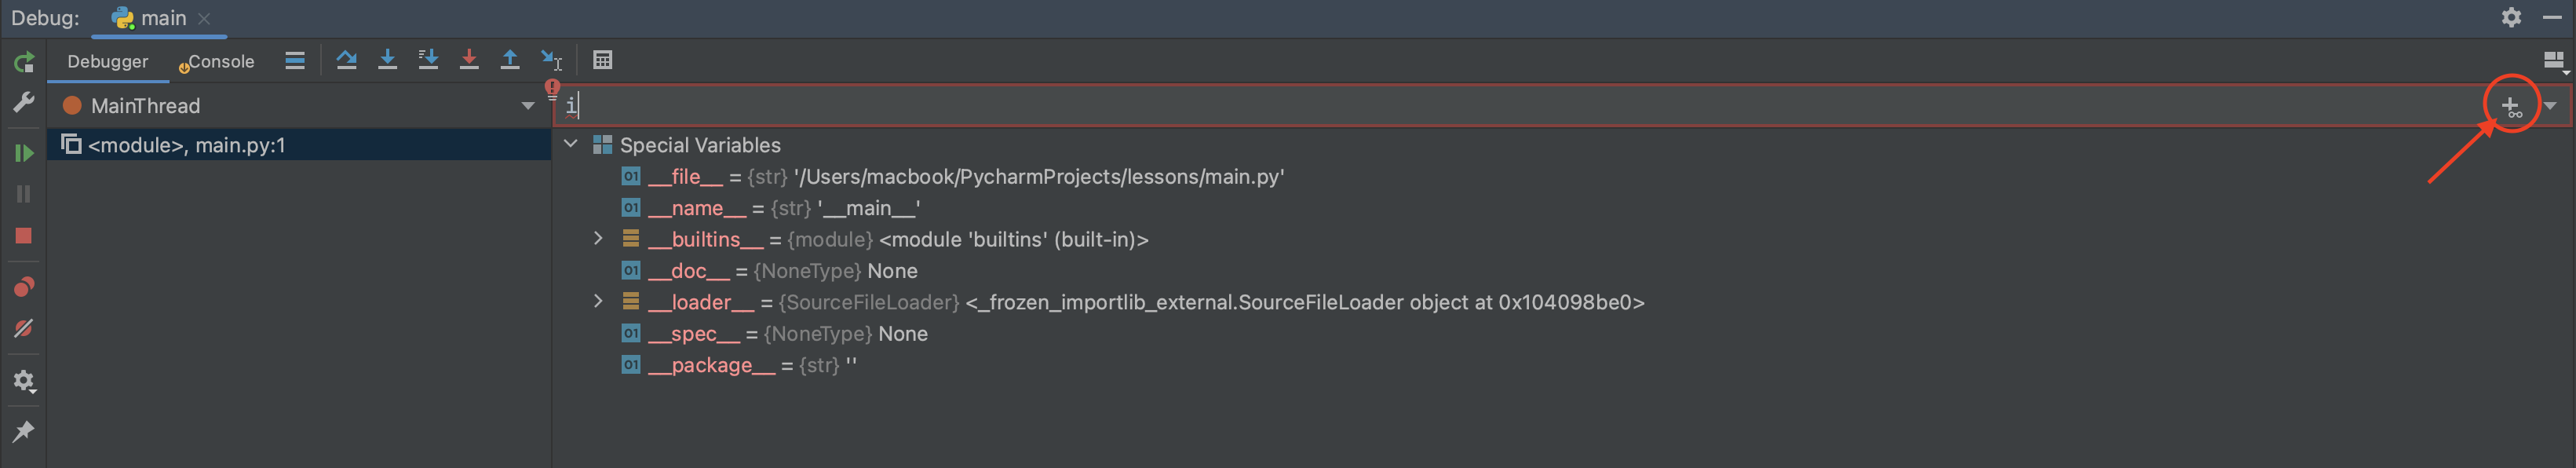 Debug: main
Debugger Console
MainThread
i
<module>, main.py:1
Special Variables
01 __file__ = {str} '/Users/macbook/PycharmProjects/lessons/main.py'
01 __name__ = {str} '__main__'
__builtins__ = {module} <module 'builtins' (built-in)>
01 __doc__ = {NoneType} None
__loader__ = {SourceFileLoader} <_frozen_importlib_external.SourceFileLoader object at 0x104098be0>
01 __spec__ = {NoneType} None
01 __package__ = {str} ''